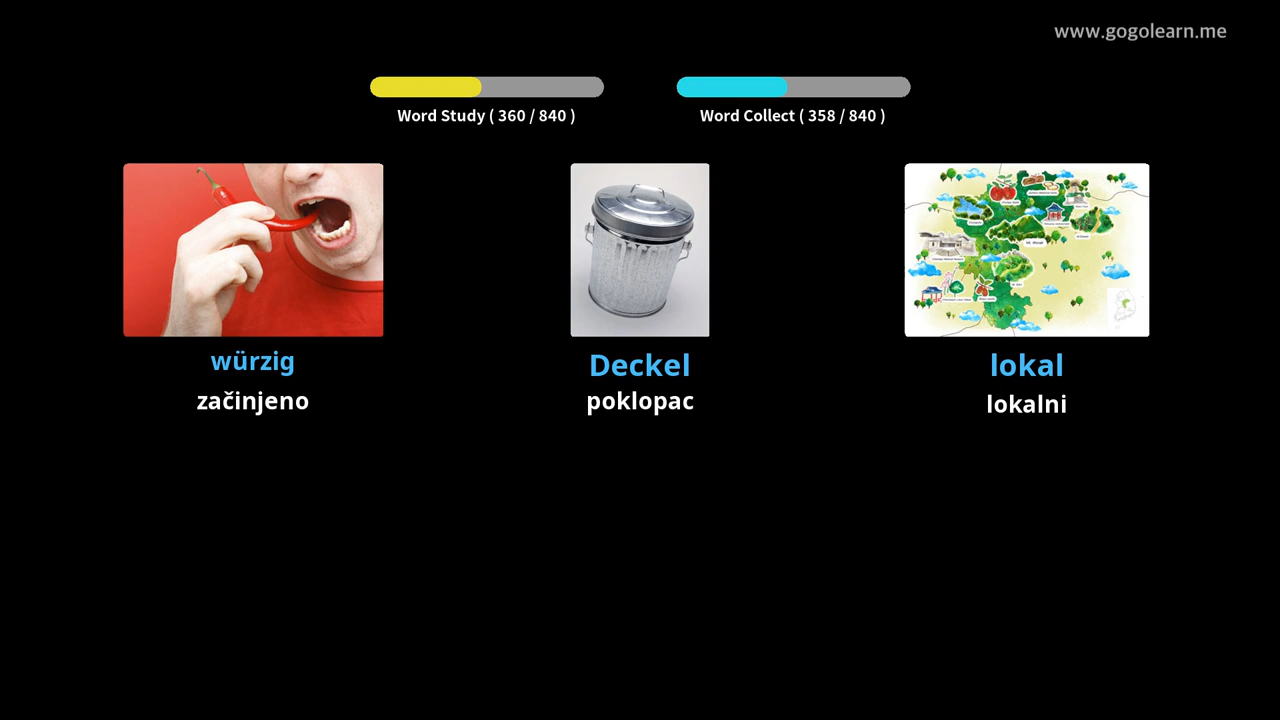 www.gogolearn.me
Word Study ( 360 / 840 )
Word Collect ( 358 / 840 )
würzig
Deckel
lokal
začinjeno
poklopac
lokalni